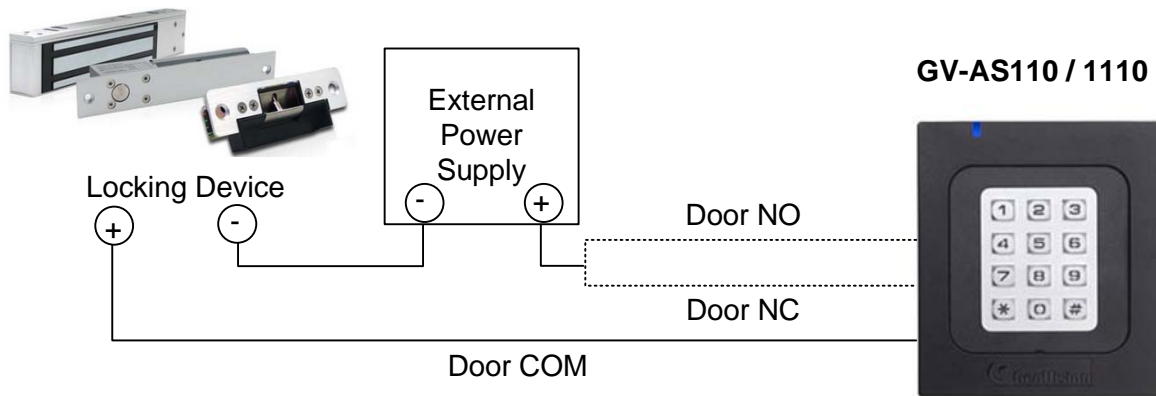 GV-AS110 / 1110
External
Power
Supply
Locking Device
+
-
-
+
Door NO
1 2 3
4 5 6
7 8 9
* 0 #
Door NC
Door COM
GeoVision